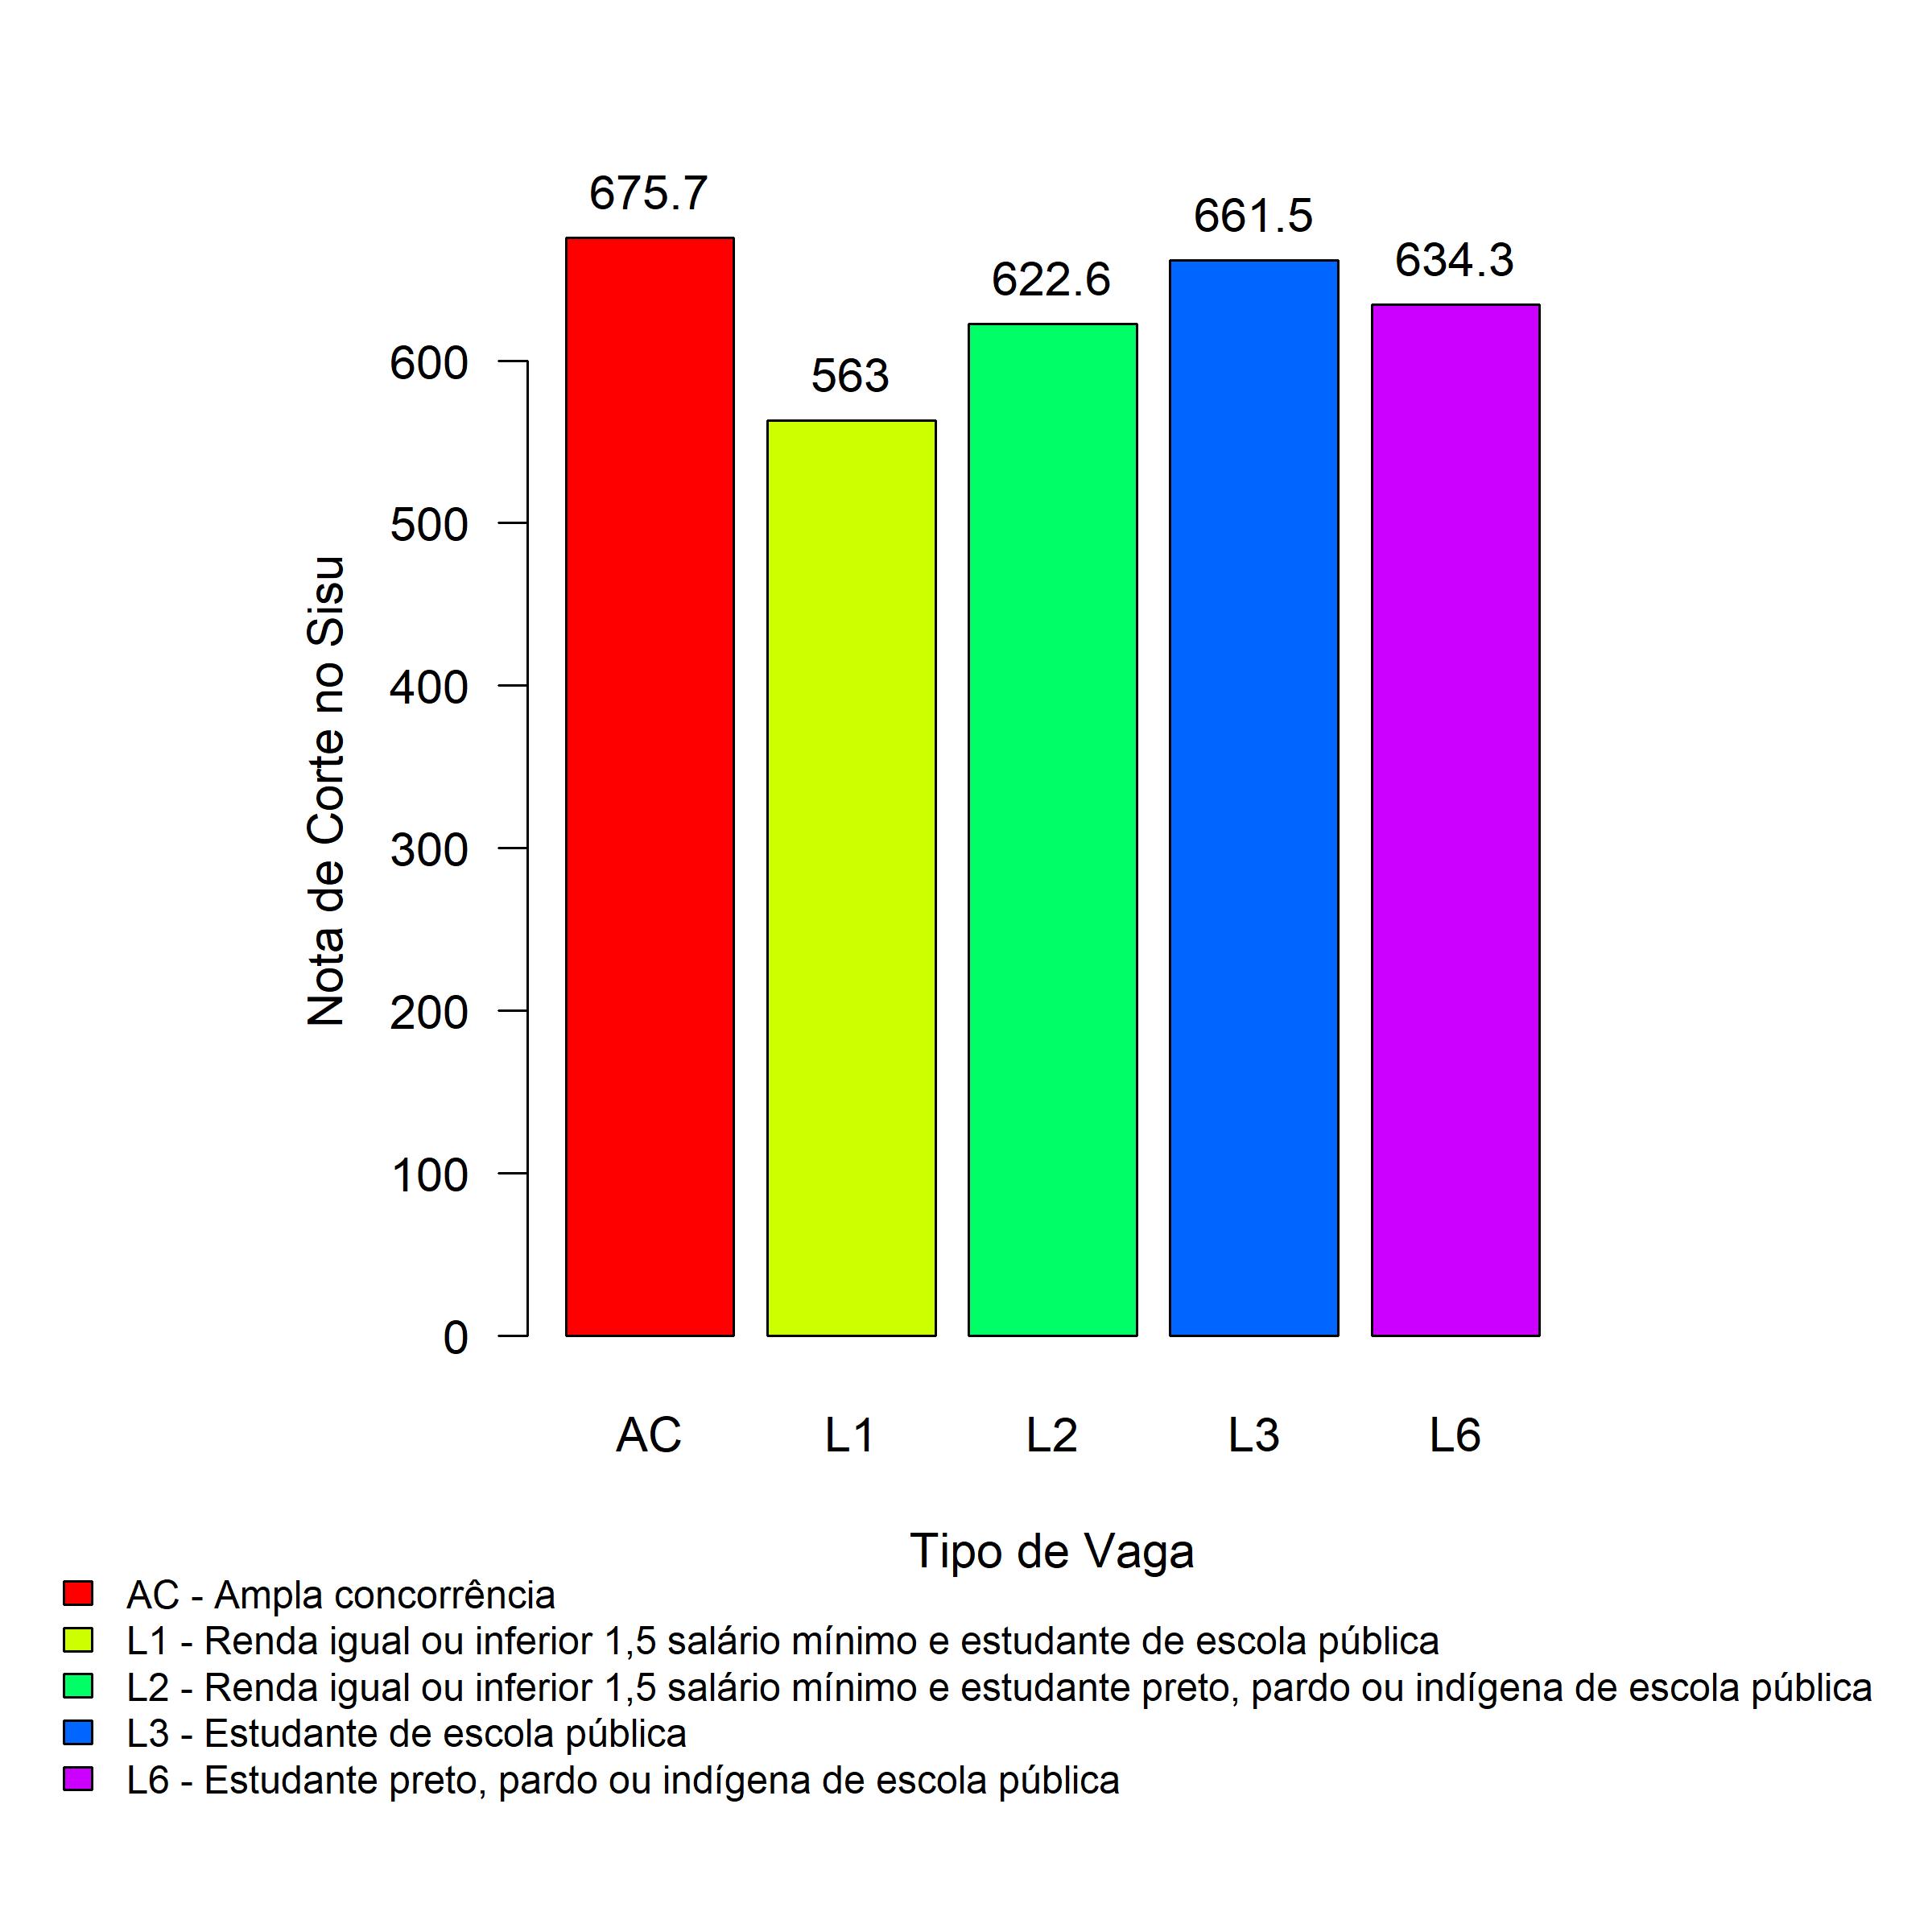 675.7
661.5
634.3
622.6
563
600
500
400
300
200
100
0
Nota de Corte no Sisu
AC L1 L2 L3 L6
Tipo de Vaga
AC - Ampla concorrência
L1 - Renda igual ou inferior 1,5 salário mínimo e estudante de escola pública
L2 - Renda igual ou inferior 1,5 salário mínimo e estudante preto, pardo ou indígena de escola pública
L3 - Estudante de escola pública
L6 - Estudante preto, pardo ou indígena de escola pública